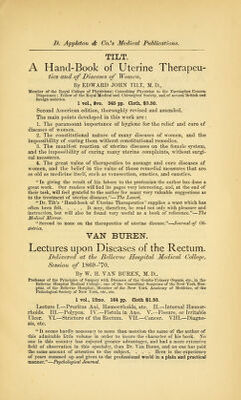 D. Appleton & Co.'s Medical Publications.
TILT.
A Hand-Book of Uterine Therapeu-
tics and of Diseases of Women,
By EDWARD JOHN TILT, M. D.,
Member of the Royal College of Physicians; Consulting Physician to the Farringdon General
Dispensary; Fellow of the Royal Medical and Chirurgical Society, and of several British and
foreign societies.
1 vol., 8vo. 345 pp. Cloth, $3.50.
Second American edition, thoroughly revised and amended.
The main points developed in this work are:
1. The paramount importance of hygiene for the relief and cure of
diseases of women.
2. The constitutional nature of many diseases of women, and the
impossibility of curing them without constitutional remedies.
3. The manifest reaction of uterine diseases on the female system,
and the impossibility of curing many uterine complaints, without surgi-
cal measures.
4. The great value of therapeutics to assuage and cure diseases of
women, and the belief in the value of those remedial measures that are
as old as medicine itself, such as venesection, emetics, and caustics.
"In giving the result of his labors to the profession the author has done a
great work. Our readers will find its pages very interesting, and, at the end of
their task, will feel grateful to the author for many very valuable suggestions as
to the treatment of uterine diseases."—The Lancet.
"Dr. Tilt's 'Hand-book of Uterine Therapeutics' supplies a want which has
often been felt. . . . It may, therefore, be read not only with pleasure and
instruction, but will also be found very useful as a book of reference."—The
Medical Mirror.
"Second to none on the therapeutics of uterine disease."—Journal of Ob-
stetrics.
VAN BUREN.
Lectures upon Diseases of the Rectum.
Delivered at the Bellevue Hospital Medical College,
Session of 1869-'70.
By W. H. VAN BUREN, M. D.,
Professor of the Principles of Surgery with Diseases of the Genito-Urinary Organs, etc., in the
Bellevue Hospital Medical College; one of the Consulting Surgeons of the New York Hos-
pital, of the Bellevue Hospital; Member of the New York Academy of Medicine, of the
Pathological Society of New York, etc., etc.
1 vol., 12mo. 164 pp. Cloth $1.50.
Lecture I.—Pruritus Ani, Hæmorrhoids, etc. II.—Internal Hæmor-
rhoids. III.—Polypus. IV.—Fistula in Ano. V.—Fissure, or Irritable
Ulcer. VI.—Stricture of the Rectum. VII.—Cancer. VIII.—Diagno-
sis, etc.
"It seems hardly necessary to more than mention the name of the author of
this admirable little volume in order to insure the character of his book. No
one in this country has enjoyed greater advantages, and had a more extensive
field of observation in this specialty, than Dr. Van Buren, and no one has paid
the same amount of attention to the subject. . . . Here is the experience
of years summed up and given to the professional world in a plain and practical
manner."—Psychological Journal.